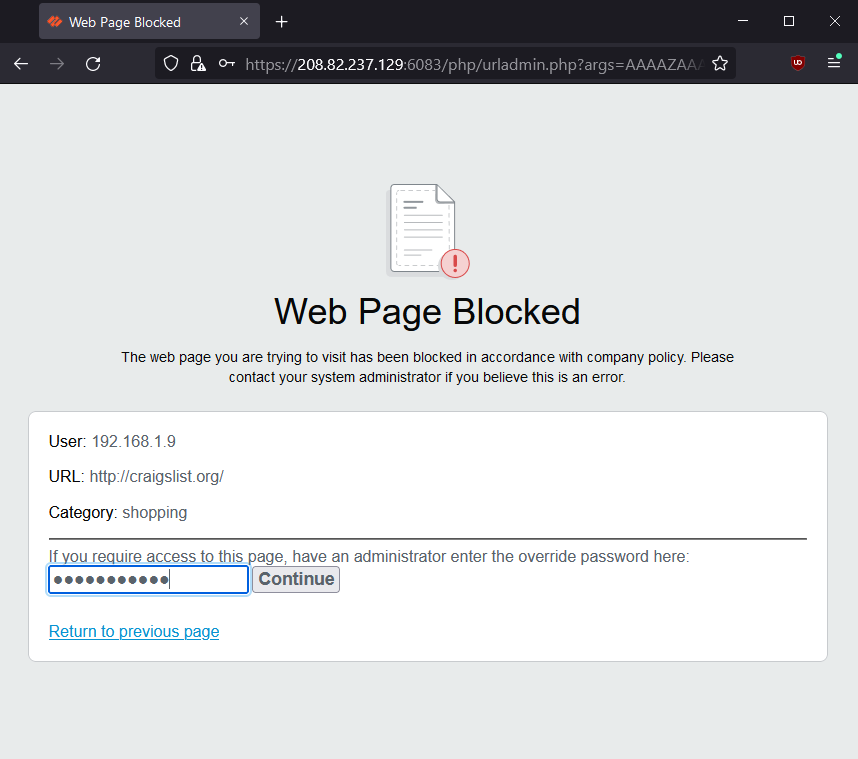 Web Page Blocked
https://208.82.237.129:6083/php/urladmin.php?args=AAAAZAAA
Web Page Blocked
The web page you are trying to visit has been blocked in accordance with company policy. Please
contact your system administrator if you believe this is an error.
User: 192.168.1.9
URL: http://craigslist.org/
Category: shopping
If you require access to this page, have an administrator enter the override password here:
Continue
Return to previous page